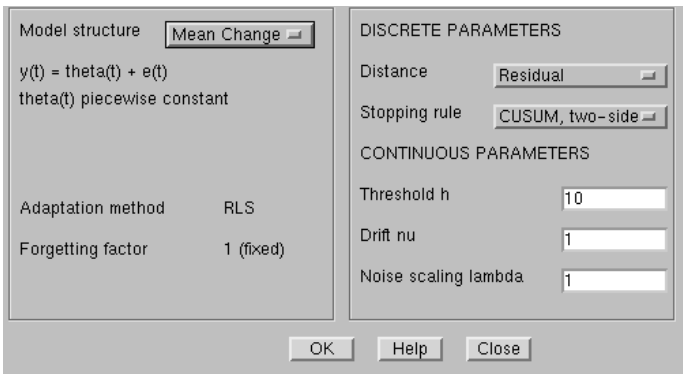 Model structure Mean Change
y(t) = theta(t) + e(t)
theta(t) piecewise constant
Adaptation method RLS
Forgetting factor 1 (fixed)
DISCRETE PARAMETERS
Distance Residual
Stopping rule CUSUM, two-side
CONTINUOUS PARAMETERS
Threshold h 10
Drift nu 1
Noise scaling lambda 1
OK Help Close